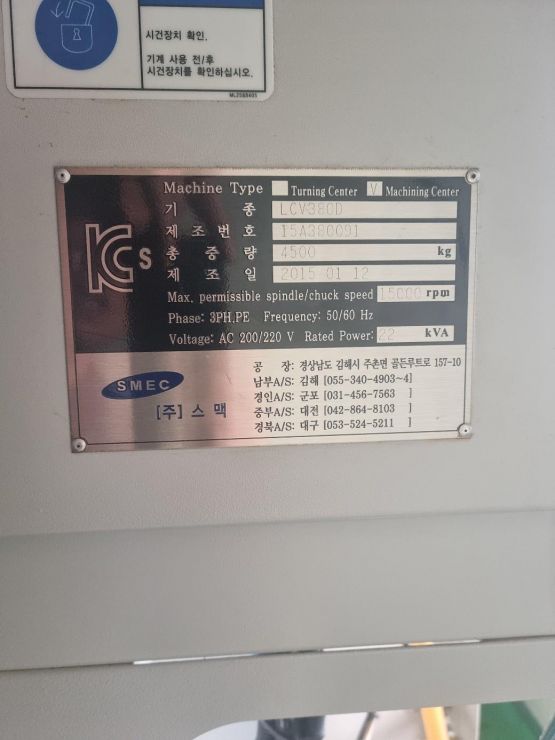 시건장치 확인.
기계 사용 전/후
시건장치를 확인하십시오.
Machine Type Turning Center V Machining Center
기 종 LCV380D
제조번호 15A380091
총 중 량 4500 kg
제 조 일 2015 01 12
Max. permissible spindle/chuck speed 15000 rpm
Phase: 3PH.PE Frequency: 50/60 Hz
Voltage: AC 200/220 V Rated Power: 22 kVA
KCs
SMEC
[주]스맥
공 장: 경상남도 김해시 주촌면 골든루트로 157-10
남부A/S: 김해 [055-340-4903~4]
경인A/S: 군포 [031-456-7563 ]
중부A/S: 대전 [042-864-8103 ]
경북A/S: 대구 [053-524-5211 ]